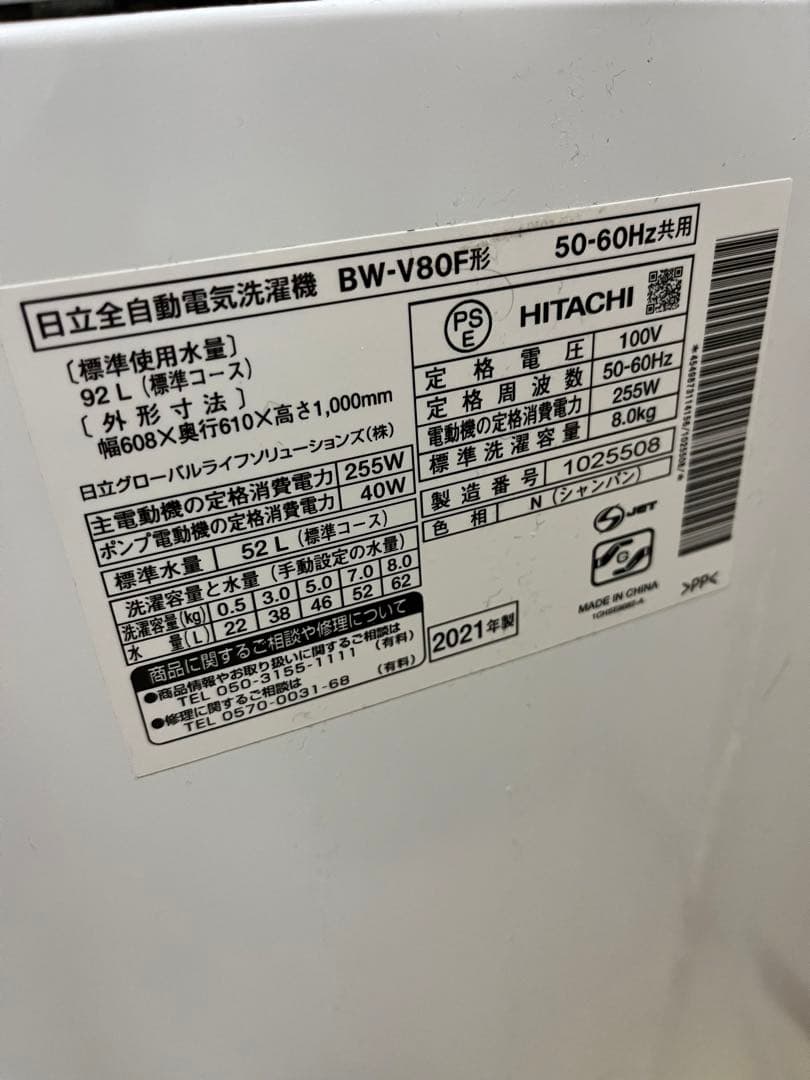 日立全自動電気洗濯機 BW-V80F形 50-60Hz共用
〔標準使用水量〕
92 L (標準コース)
〔外形寸法〕
幅608×奥行610×高さ1,000mm
日立グローバルライフソリューションズ(株)
主電動機の定格消費電力 255W
ポンプ電動機の定格消費電力 40W
標準水量 52 L (標準コース)
洗濯容量と水量 (手動設定の水量)
洗濯容量(kg) 0.5 3.0 5.0 7.0 8.0
水量(L) 22 38 46 52 62
商品に関するご相談や修理について
●商品情報やお取り扱いに関するご相談は
TEL 050-3155-1111 (有料)
●修理に関するご相談は
TEL 0570-0031-68 (有料)
PS
E
HITACHI
定格電圧 100V
定格周波数 50-60Hz
電動機の定格消費電力 255W
標準洗濯容量 8.0kg
製造番号 1025508
色相 N (シャンパン)
JET
G
2021年製
MADE IN CHINA
>PP<